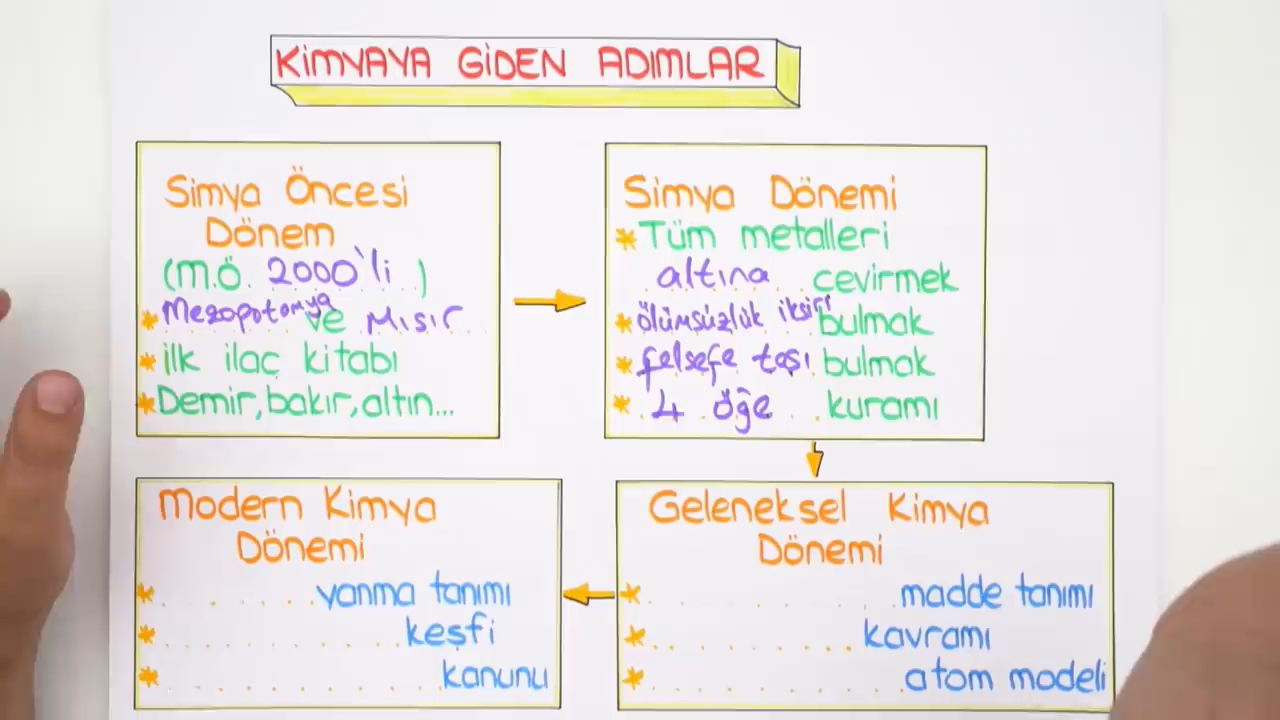 KİMYAYA GİDEN ADIMLAR
Simya Öncesi
Dönem
(M.Ö. 2000'li )
* Mezopotamya ve Mısır
* İlk ilaç kitabı
* Demir, bakır, altın...
Simya Dönemi
* Tüm metalleri
altına cevirmek
* ölümsüzlük iksiri bulmak
* felsefe taşı bulmak
* 4 öğe kuramı
Geleneksel Kimya
Dönemi
* .......... madde tanımı
* .......... kavramı
* .......... atom modeli
Modern Kimya
Dönemi
* ........ yanma tanımı
* .......... keşfi
* .......... kanunu